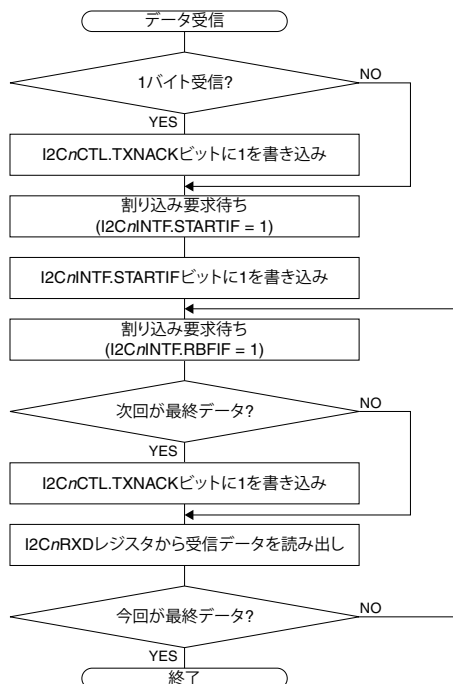 データ受信
1バイト受信?
NO
YES
I2CnCTL.TXNACKビットに1を書き込み
割り込み要求待ち
(I2CnINTF.STARTIF = 1)
I2CnINTF.STARTIFビットに1を書き込み
割り込み要求待ち
(I2CnINTF.RBFIF = 1)
次回が最終データ?
NO
YES
I2CnCTL.TXNACKビットに1を書き込み
I2CnRXDレジスタから受信データを読み出し
今回が最終データ?
NO
YES
終了